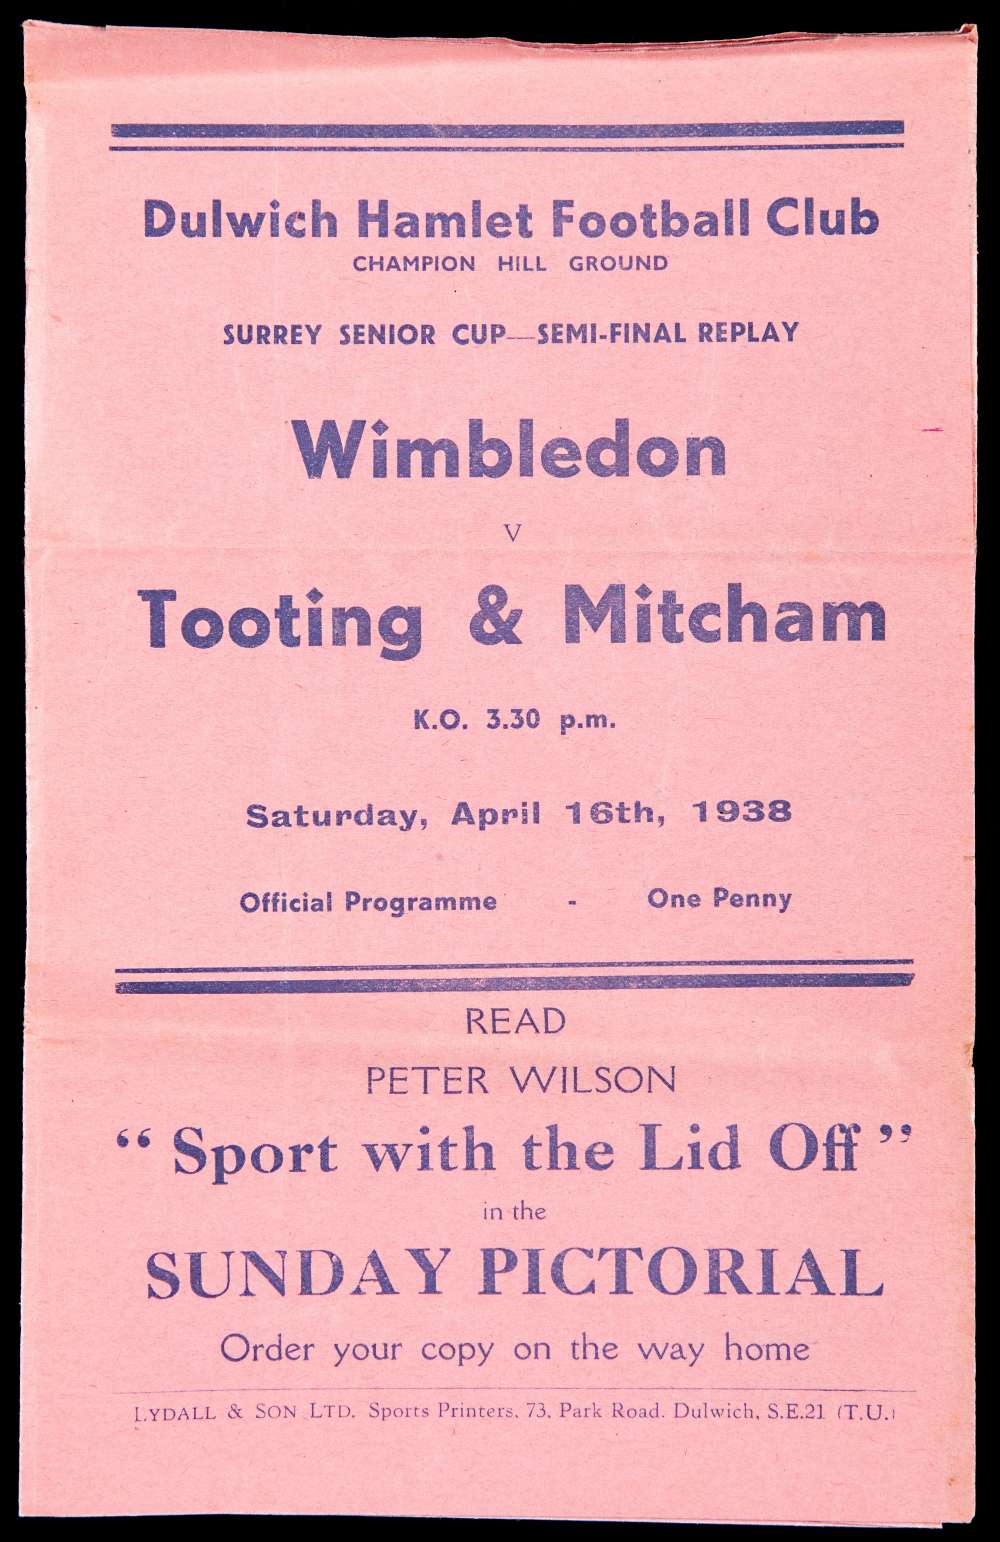 Dulwich Hamlet Football Club
CHAMPION HILL GROUND
SURREY SENIOR CUP—SEMI-FINAL REPLAY
Wimbledon
v
Tooting & Mitcham
K.O. 3.30 p.m.
Saturday, April 16th, 1938
Official Programme - One Penny
READ
PETER WILSON
“ Sport with the Lid Off ”
in the
SUNDAY PICTORIAL
Order your copy on the way home
LYDALL & SON LTD. Sports Printers, 73, Park Road. Dulwich, S.E.21 (T.U.)